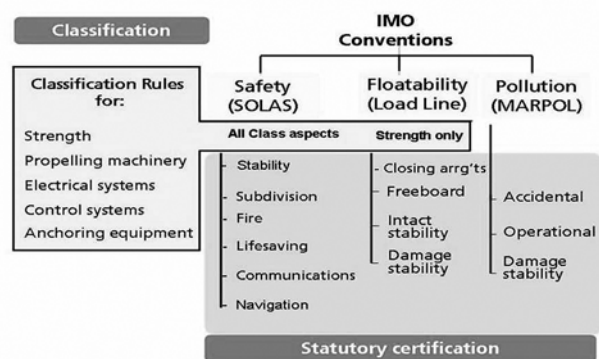 Classification
IMO
Conventions
Classification Rules
for:
Strength
Propelling machinery
Electrical systems
Control systems
Anchoring equipment
Safety
(SOLAS)
Floatability
(Load Line)
Pollution
(MARPOL)
All Class aspects
Strength only
Stability
Subdivision
Fire
Lifesaving
Communications
Navigation
Closing arrg'ts
Freeboard
Intact
stability
Damage
stability
Accidental
Operational
Damage
stability
Statutory certification